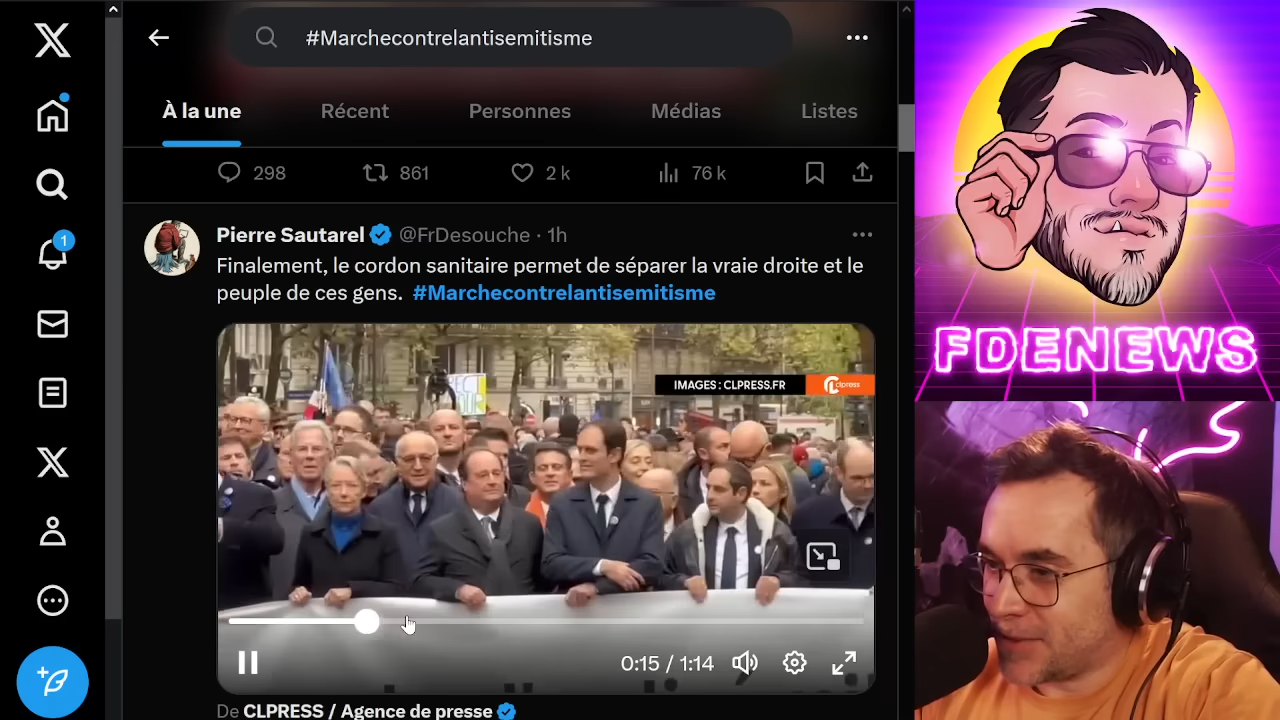 #Marchecontrelantisemitisme
À la une
Récent
Personnes
Médias
Listes
298
861
2 k
76 k
Pierre Sautarel @FrDesouche · 1h
Finalement, le cordon sanitaire permet de séparer la vraie droite et le
peuple de ces gens. #Marchecontrelantisemitisme
IMAGES : CLPRESS.FR
clpress
0:15 / 1:14
De CLPRESS / Agence de presse
1
FDENEWS